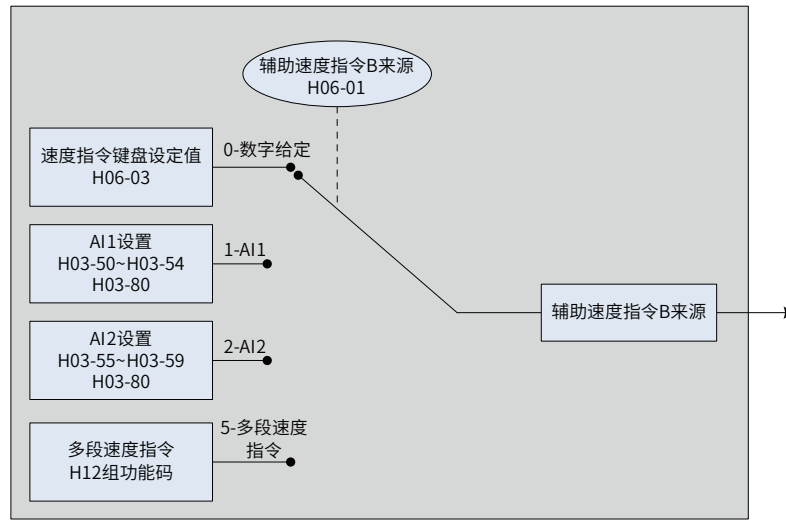 辅助速度指令B来源
H06-01
速度指令键盘设定值
H06-03
0-数字给定
AI1设置
H03-50~H03-54
H03-80
1-AI1
AI2设置
H03-55~H03-59
H03-80
2-AI2
辅助速度指令B来源
多段速度指令
H12组功能码
5-多段速度
指令